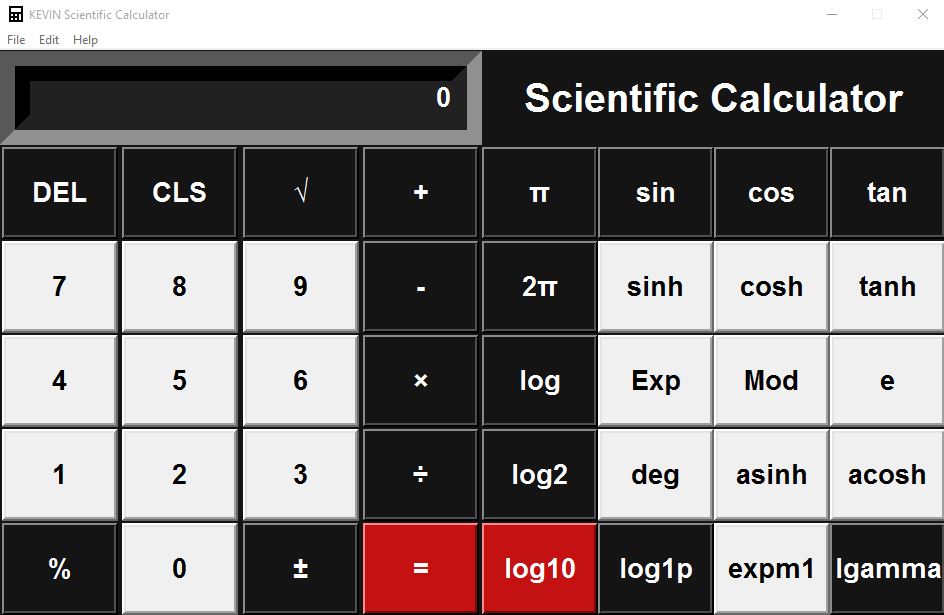 KEVIN Scientific Calculator
File Edit Help
0 Scientific Calculator
DEL CLS √ + π sin cos tan
7 8 9 - 2π sinh cosh tanh
4 5 6 × log Exp Mod e
1 2 3 ÷ log2 deg asinh acosh
% 0 ± = log10 log1p expm1 lgamma